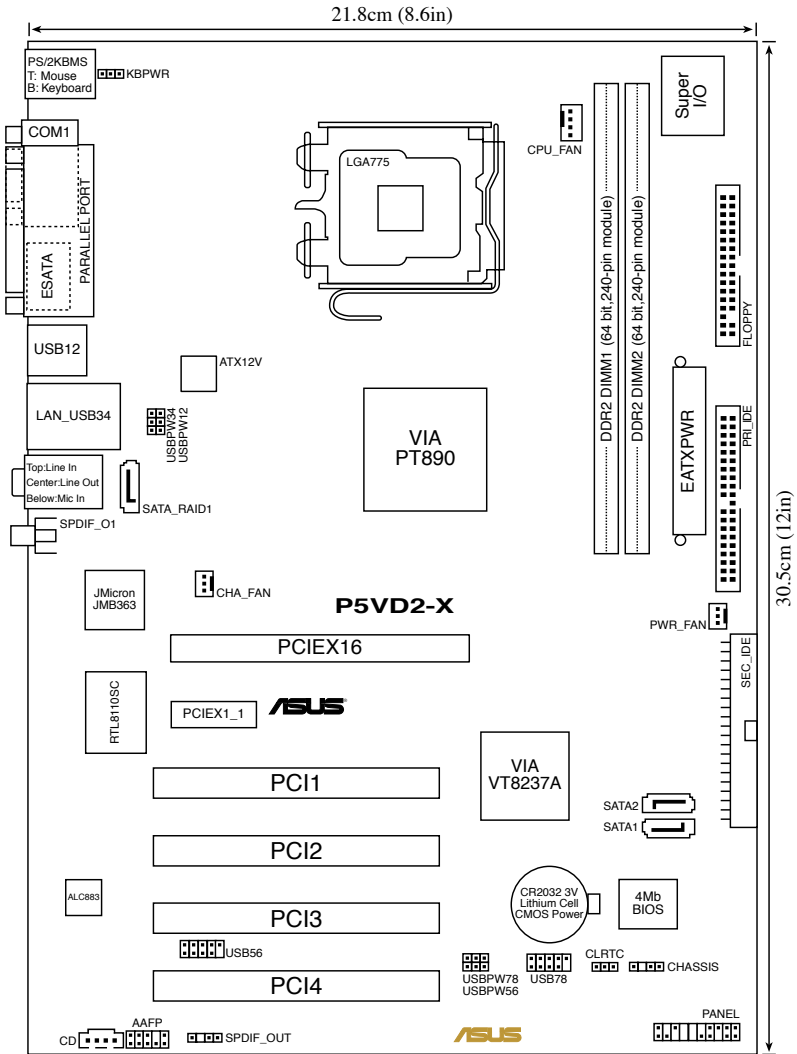 21.8cm (8.6in)
PS/2KBMS
T: Mouse
B: Keyboard
KBPWR
Super
I/O
COM1
CPU_FAN
LGA775
PARALLEL PORT
ESATA
DDR2 DIMM1 (64 bit,240-pin module)
DDR2 DIMM2 (64 bit,240-pin module)
FLOPPY
USB12
ATX12V
LAN_USB34
USBPW34
USBPW12
VIA
PT890
EATXPWR
PRI_IDE
Top:Line In
Center:Line Out
Below:Mic In
SATA_RAID1
SPDIF_O1
30.5cm (12in)
JMicron
JMB363
CHA_FAN
P5VD2-X
PWR_FAN
PCIEX16
SEC_IDE
RTL8110SC
PCIEX1_1
ASUS
VIA
VT8237A
PCI1
SATA2
SATA1
PCI2
ALC883
CR2032 3V
Lithium Cell
CMOS Power
4Mb
BIOS
PCI3
USB56
CLRTC
CHASSIS
USBPW78
USBPW56
USB78
PCI4
PANEL
AAFP
CD
SPDIF_OUT
ASUS